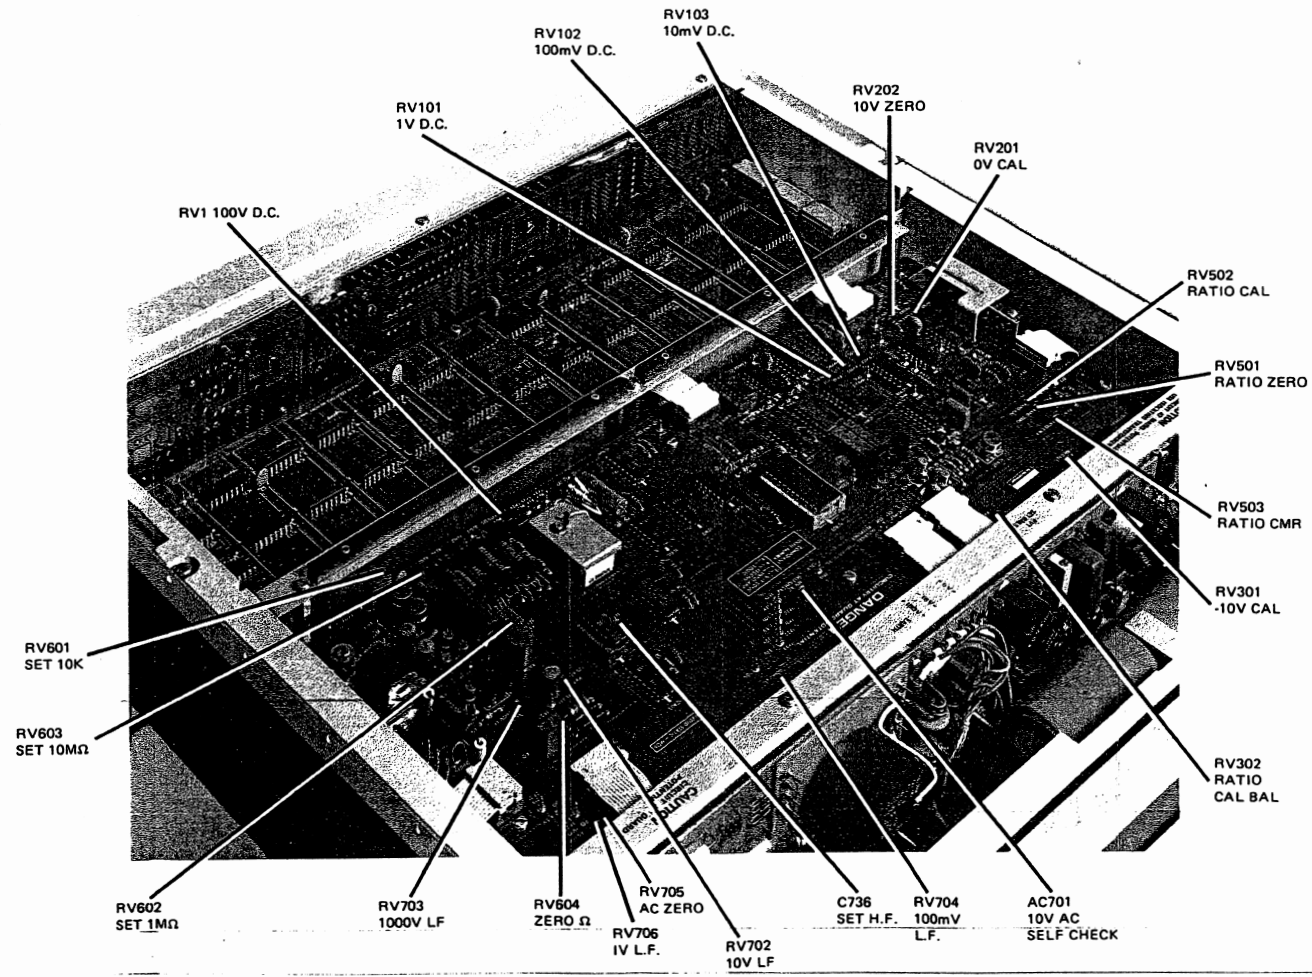 RV103
10mV D.C.
RV102
100mV D.C.
RV202
10V ZERO
RV101
1V D.C.
RV201
0V CAL
RV1 100V D.C.
RV502
RATIO CAL
RV501
RATIO ZERO
RV503
RATIO CMR
RV301
-10V CAL
RV601
SET 10K
RV603
SET 10MΩ
RV302
RATIO
CAL BAL
DANGER
CAUTION
GUARD
RV602
SET 1MΩ
RV703
1000V LF
RV604
ZERO Ω
RV705
AC ZERO
RV706
IV L.F.
RV702
10V LF
C736
SET H.F.
RV704
100mV
L.F.
AC701
10V AC
SELF CHECK